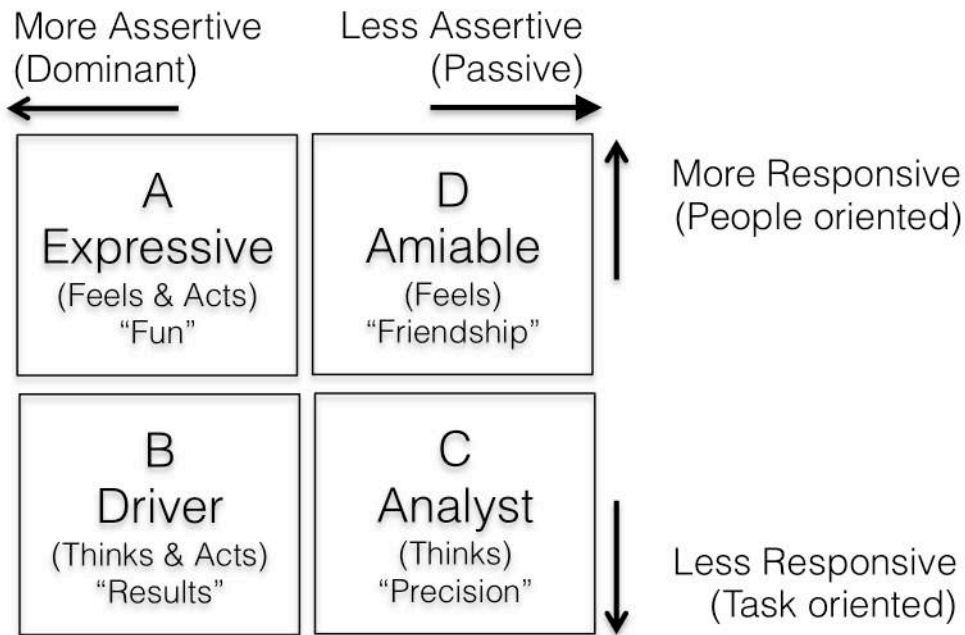 More Assertive
(Dominant)
Less Assertive
(Passive)
A
Expressive
(Feels & Acts)
“Fun”
D
Amiable
(Feels)
“Friendship”
More Responsive
(People oriented)
B
Driver
(Thinks & Acts)
“Results”
C
Analyst
(Thinks)
“Precision”
Less Responsive
(Task oriented)